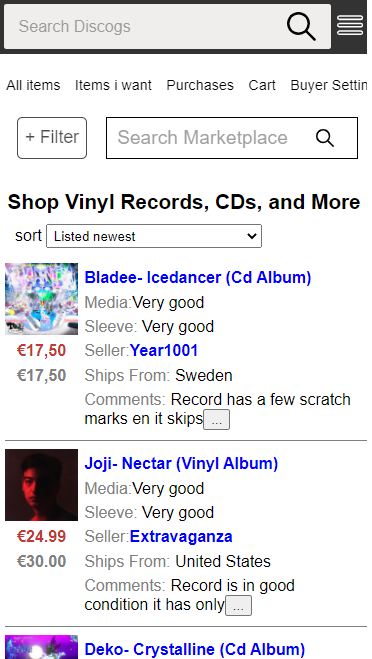 Search Discogs
All items Items i want Purchases Cart Buyer Settin
+ Filter Search Marketplace
Shop Vinyl Records, CDs, and More
sort Listed newest
Bladee- Icedancer (Cd Album)
Media:Very good
Sleeve: Very good
€17,50 Seller:Year1001
€17,50 Ships From: Sweden
Comments: Record has a few scratch
marks en it skips...
Joji- Nectar (Vinyl Album)
Media:Very good
Sleeve: Very good
€24.99 Seller:Extravaganza
€30.00 Ships From: United States
Comments: Record is in good
condition it has only...
Deko- Crystalline (Cd Album)